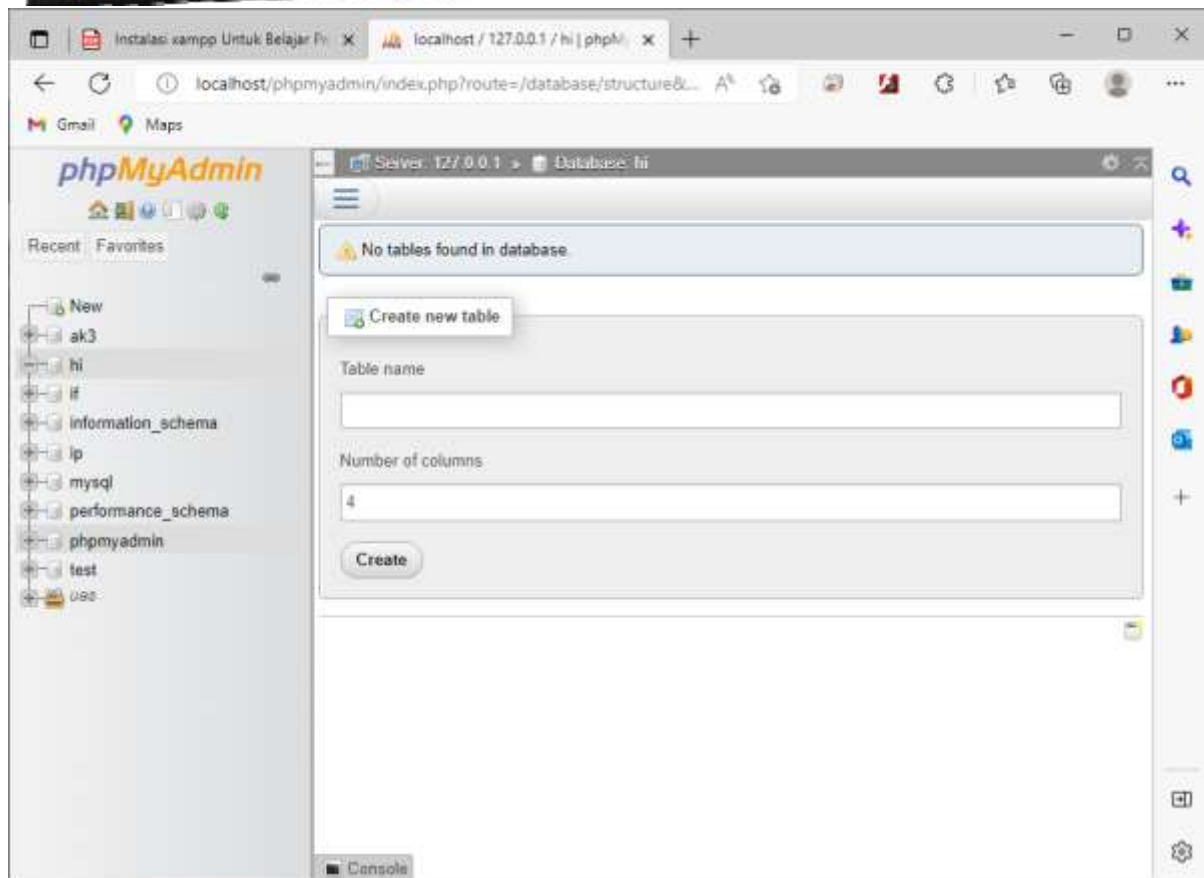 Instalasi xampp Untuk Belajar
localhost / 127.0.0.1 / hi | phpM
localhost/phpmyadmin/index.php?route=/database/structure&...
Gmail
Maps
phpMyAdmin
Recent Favorites
New
ak3
hi
if
information_schema
ip
mysql
performance_schema
phpmyadmin
test
Server: 127.0.0.1 » Database: hi
No tables found in database.
Create new table
Table name
Number of columns
4
Create
Console